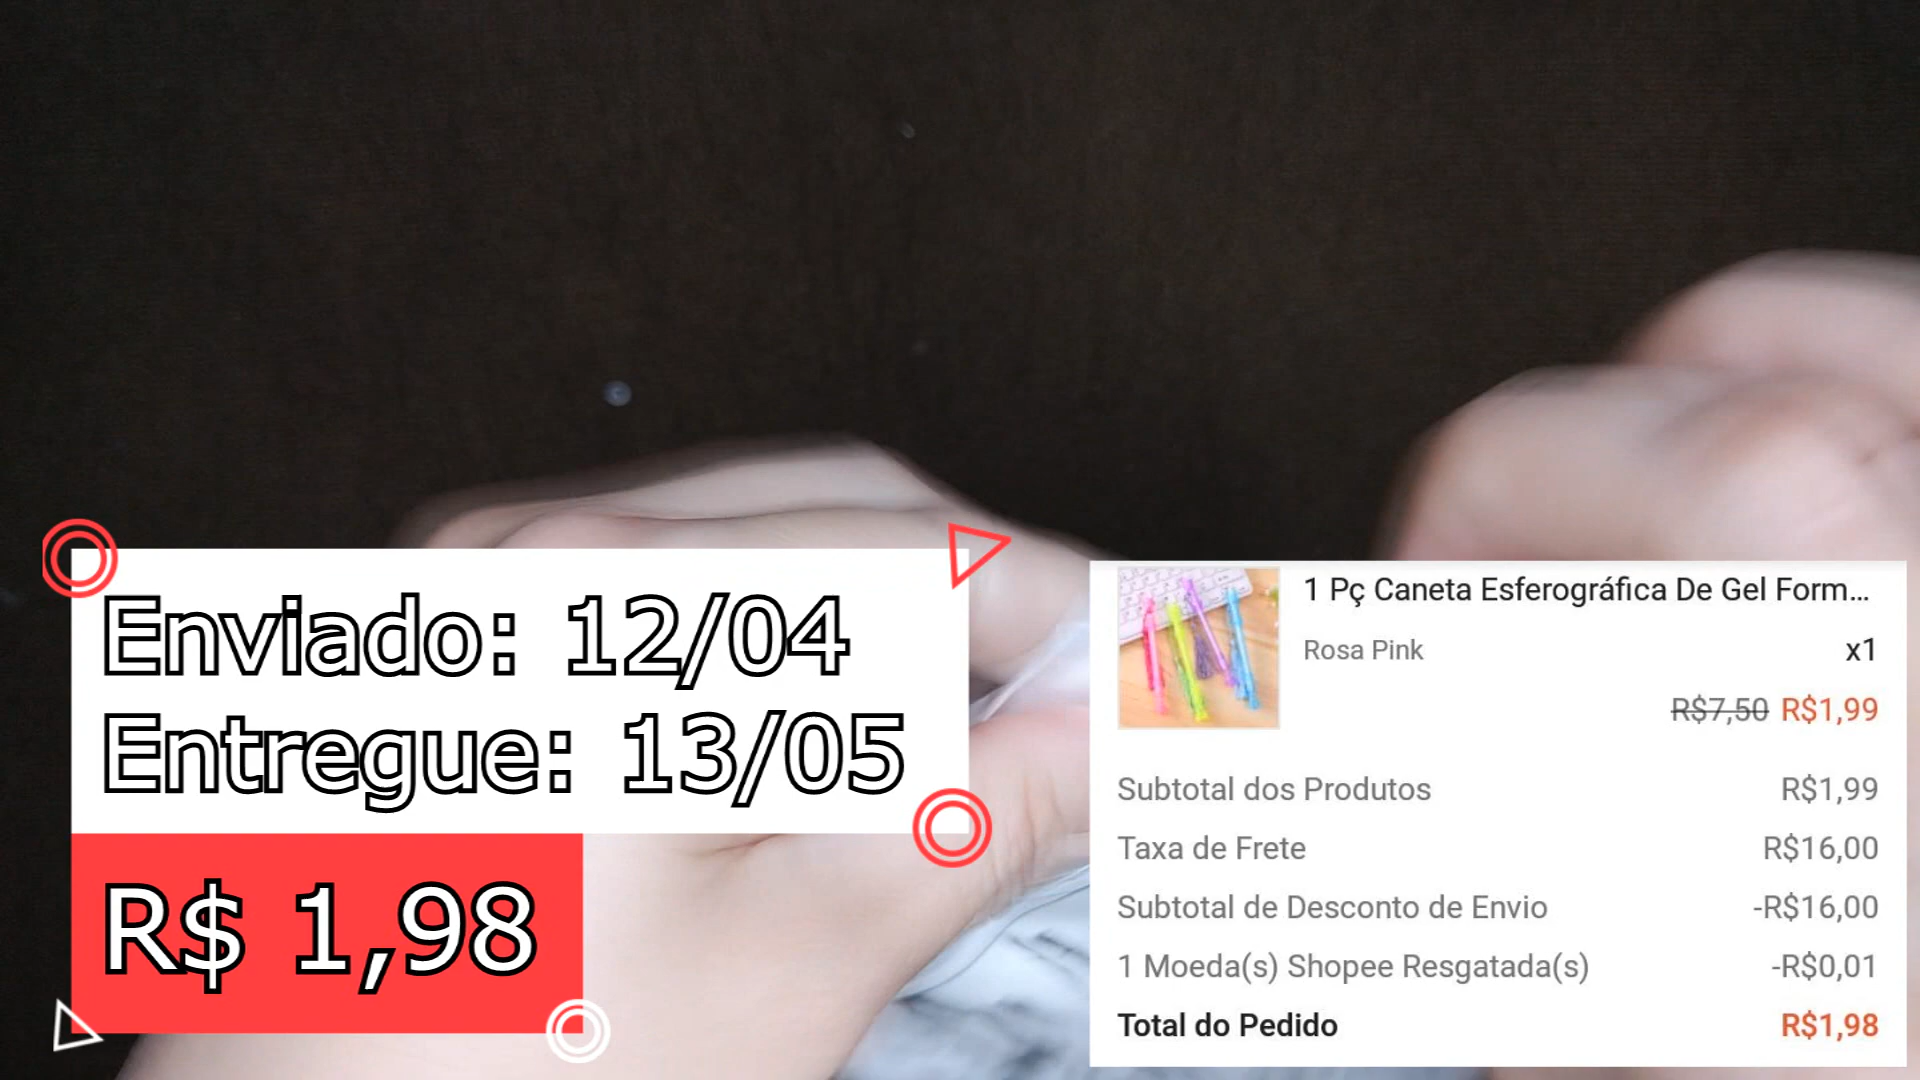 Enviado: 12/04
Entregue: 13/05
R$ 1,98
1 Pç Caneta Esferográfica De Gel Form...
Rosa Pink
x1
R$7,50 R$1,99
Subtotal dos Produtos R$1,99
Taxa de Frete R$16,00
Subtotal de Desconto de Envio -R$16,00
1 Moeda(s) Shopee Resgatada(s) -R$0,01
Total do Pedido R$1,98